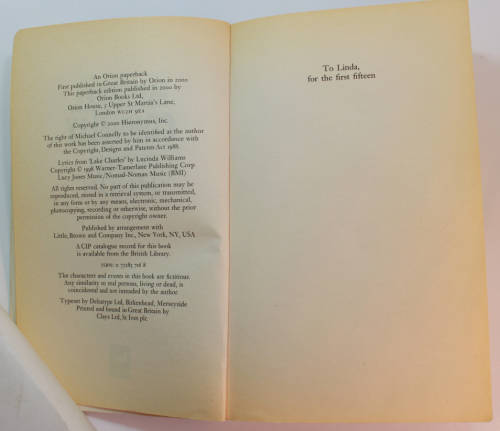 An Orion paperback
First published in Great Britain by Orion in 2000
This paperback edition published in 2000 by
Orion Books Ltd,
Orion House, 5 Upper St Martin's Lane,
London WC2H 9EA
Copyright © 2000 Hieronymus, Inc.
The right of Michael Connelly to be identified as the author
of this work has been asserted by him in accordance with
the Copyright, Designs and Patents Act 1988.
Lyrics from 'Lake Charles' by Lucinda Williams
Copyright © 1998 Warner-Tamerlane Publishing Corp
Lucy Jones Music/Nomad-Noman Music (BMI)
All rights reserved. No part of this publication may be
reproduced, stored in a retrieval system, or transmitted,
in any form or by any means, electronic, mechanical,
photocopying, recording or otherwise, without the prior
permission of the copyright owner.
Published by arrangement with
Little, Brown and Company Inc., New York, NY, USA
A CIP catalogue record for this book
is available from the British Library.
ISBN: 0 75283
The characters and events in this book are fictitious.
Any similarity to real persons, living or dead, is
coincidental and not intended by the author
Typeset by Deltatype Ltd, Birkenhead, Merseyside
Printed and bound in Great Britain by
Clays Ltd, St Ives plc
To Linda,
for the first fifteen